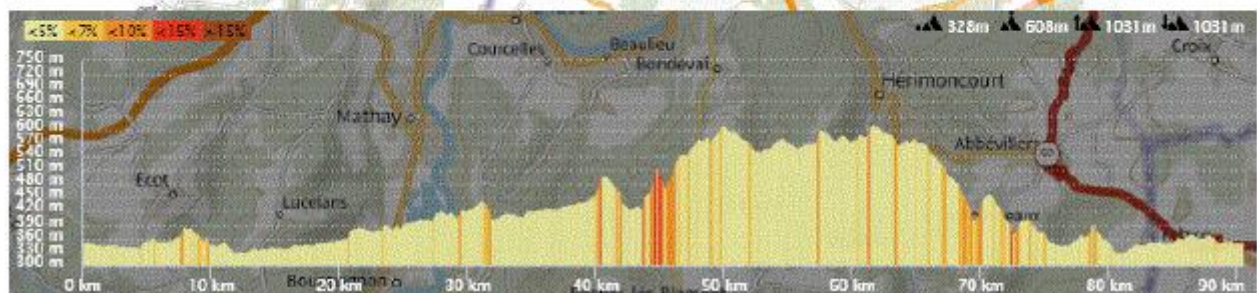 <5% <7% <10% <15% >15%
328m 608m 1031m 1031m
Croix
Courcelles
Beaulieu
Bondeval
Hérimoncourt
Mathay
Abbévillers
Ecot
Lucelans
750 m
720 m
690 m
660 m
630 m
600 m
570 m
540 m
510 m
480 m
450 m
420 m
390 m
360 m
330 m
300 m
0 km 10 km 20 km 30 km 40 km 50 km 60 km 70 km 80 km 90 km